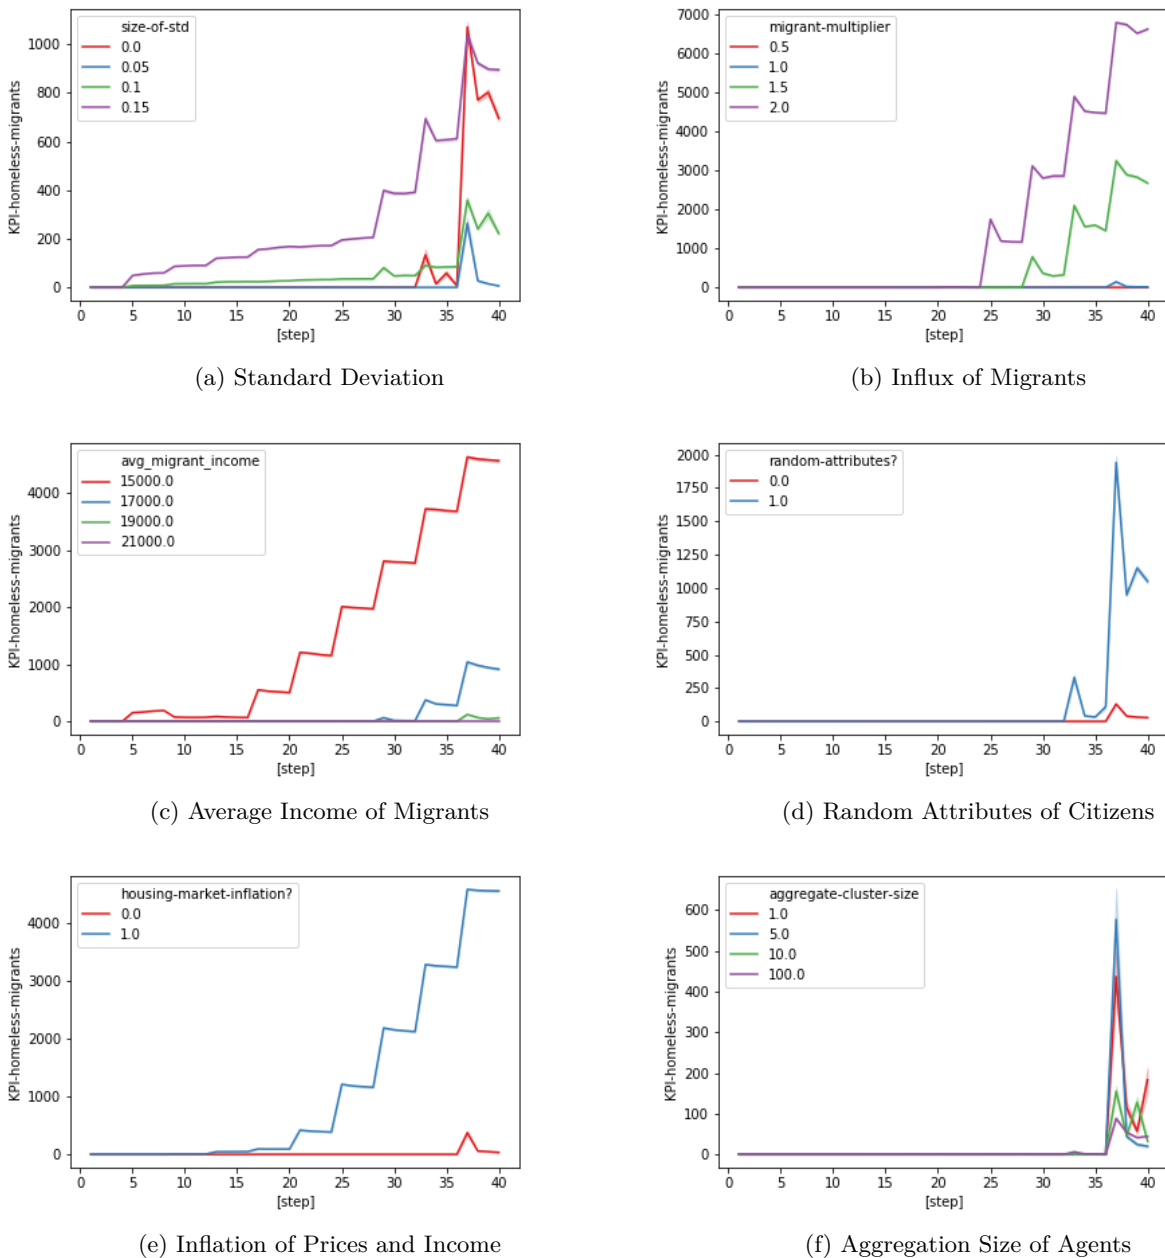 size-of-std
0.0
0.05
0.1
0.15
KPI-homeless-migrants
1000
800
600
400
200
0
0 5 10 15 20 25 30 35 40
[step]
(a) Standard Deviation
migrant-multiplier
0.5
1.0
1.5
2.0
KPI-homeless-migrants
7000
6000
5000
4000
3000
2000
1000
0
0 5 10 15 20 25 30 35 40
[step]
(b) Influx of Migrants
avg_migrant_income
15000.0
17000.0
19000.0
21000.0
KPI-homeless-migrants
4000
3000
2000
1000
0
0 5 10 15 20 25 30 35 40
[step]
(c) Average Income of Migrants
random-attributes?
0.0
1.0
KPI-homeless-migrants
2000
1750
1500
1250
1000
750
500
250
0
0 5 10 15 20 25 30 35 40
[step]
(d) Random Attributes of Citizens
housing-market-inflation?
0.0
1.0
KPI-homeless-migrants
4000
3000
2000
1000
0
0 5 10 15 20 25 30 35 40
[step]
(e) Inflation of Prices and Income
aggregate-cluster-size
1.0
5.0
10.0
100.0
KPI-homeless-migrants
600
500
400
300
200
100
0
0 5 10 15 20 25 30 35 40
[step]
(f) Aggregation Size of Agents